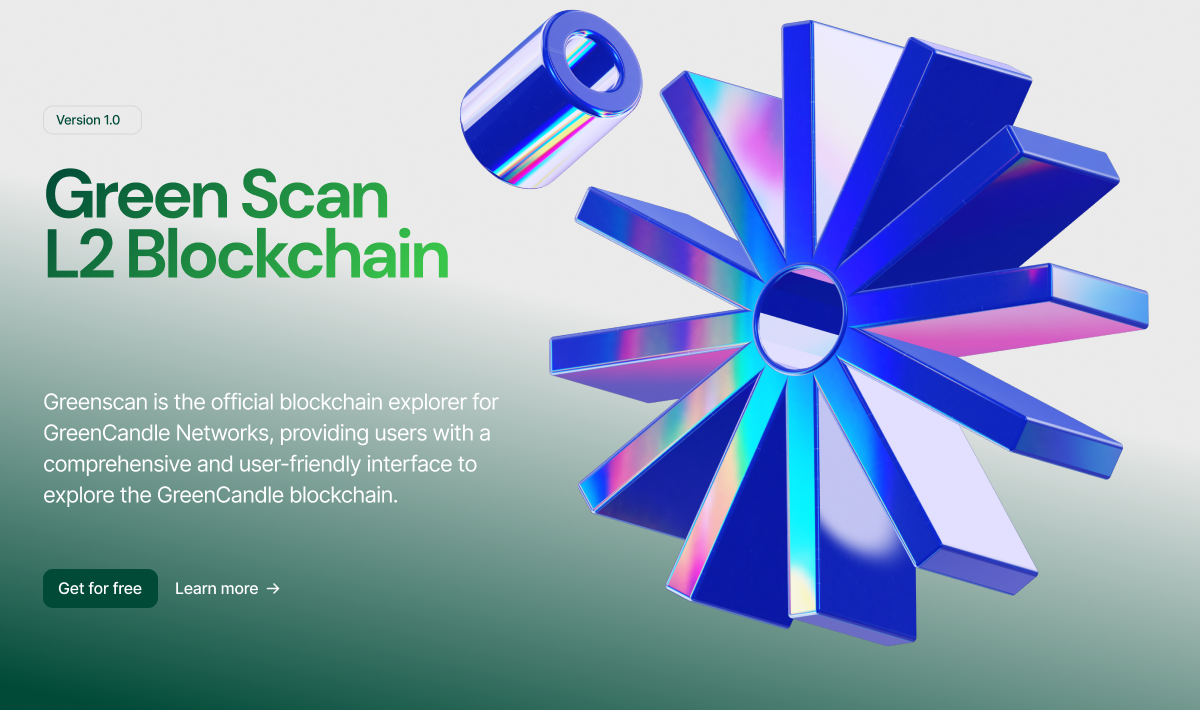 Version 1.0
Green Scan
L2 Blockchain
Greenscan is the official blockchain explorer for
GreenCandle Networks, providing users with a
comprehensive and user-friendly interface to
explore the GreenCandle blockchain.
Get for free
Learn more →